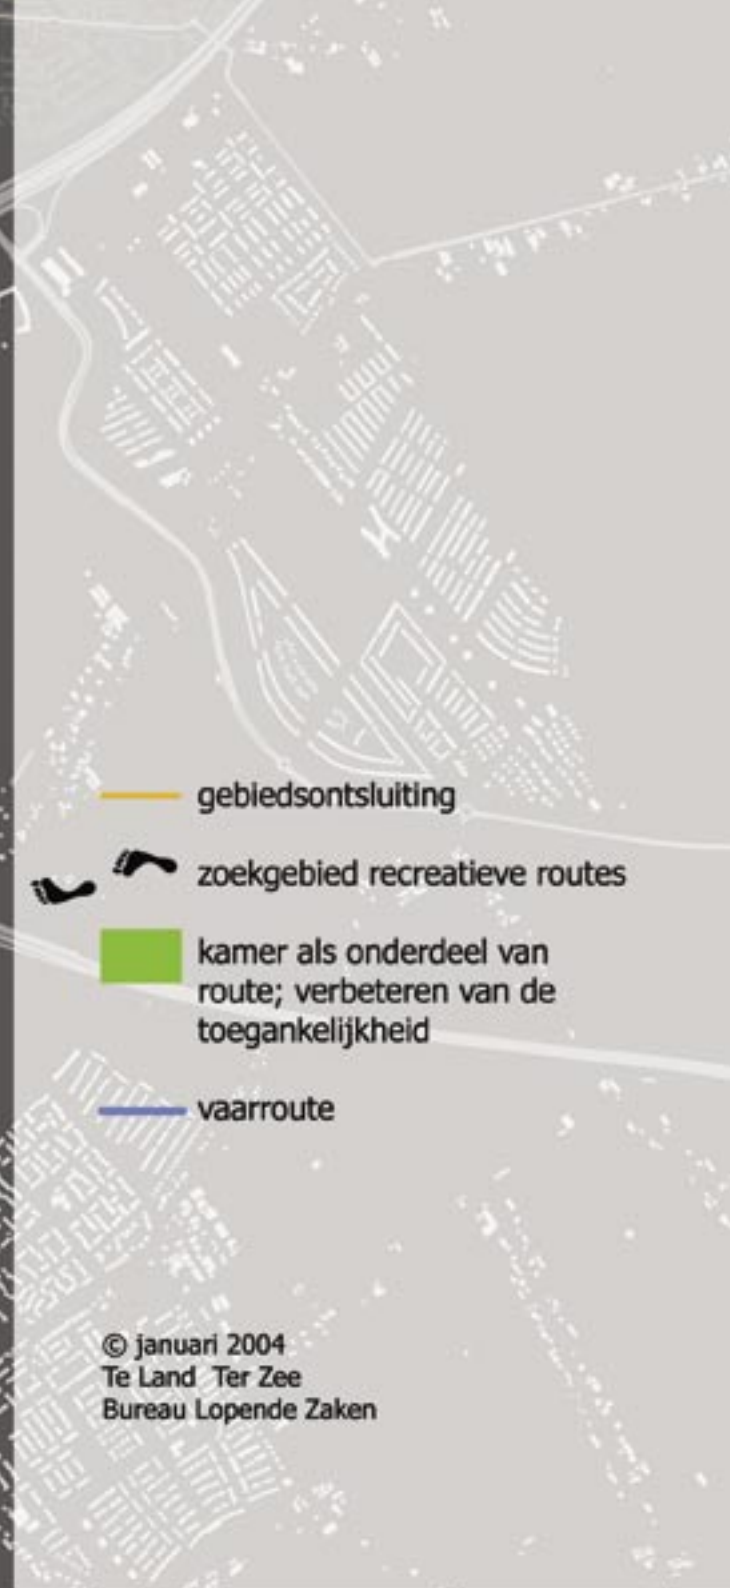 gebiedsontsluiting
zoekgebied recreatieve routes
kamer als onderdeel van
route; verbeteren van de
toegankelijkheid
vaarroute
© januari 2004
Te Land Ter Zee
Bureau Lopende Zaken